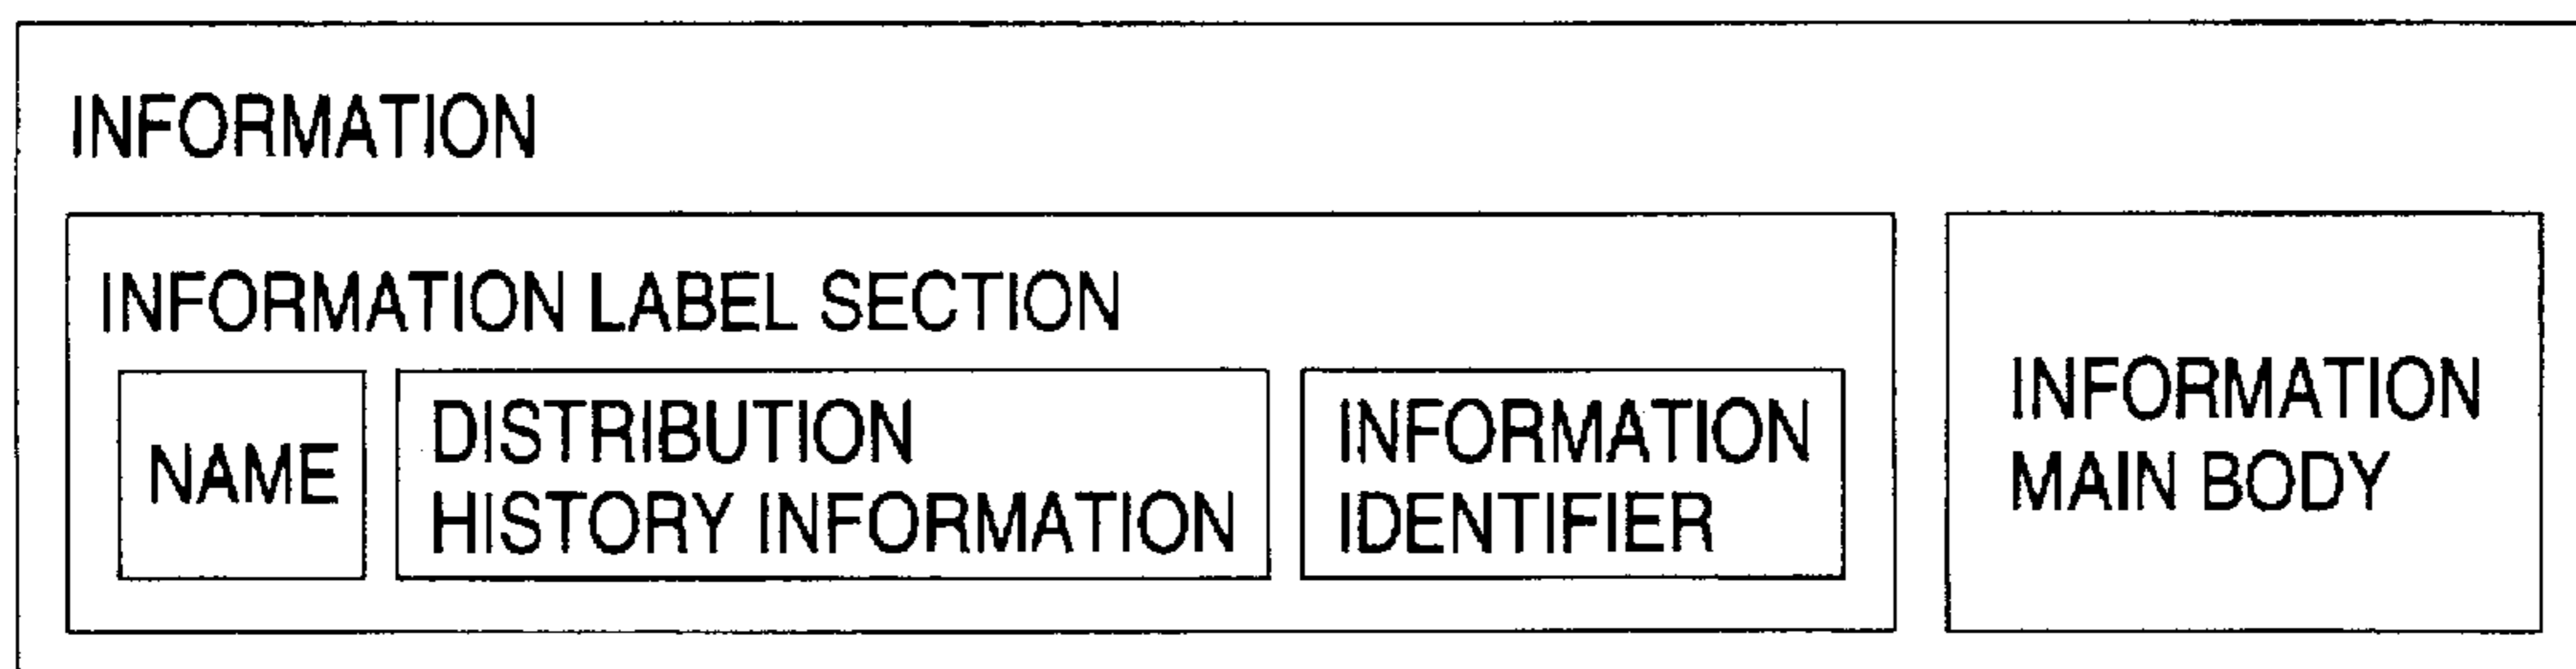 INFORMATION
INFORMATION LABEL SECTION
NAME
DISTRIBUTION
HISTORY INFORMATION
INFORMATION
IDENTIFIER
INFORMATION
MAIN BODY